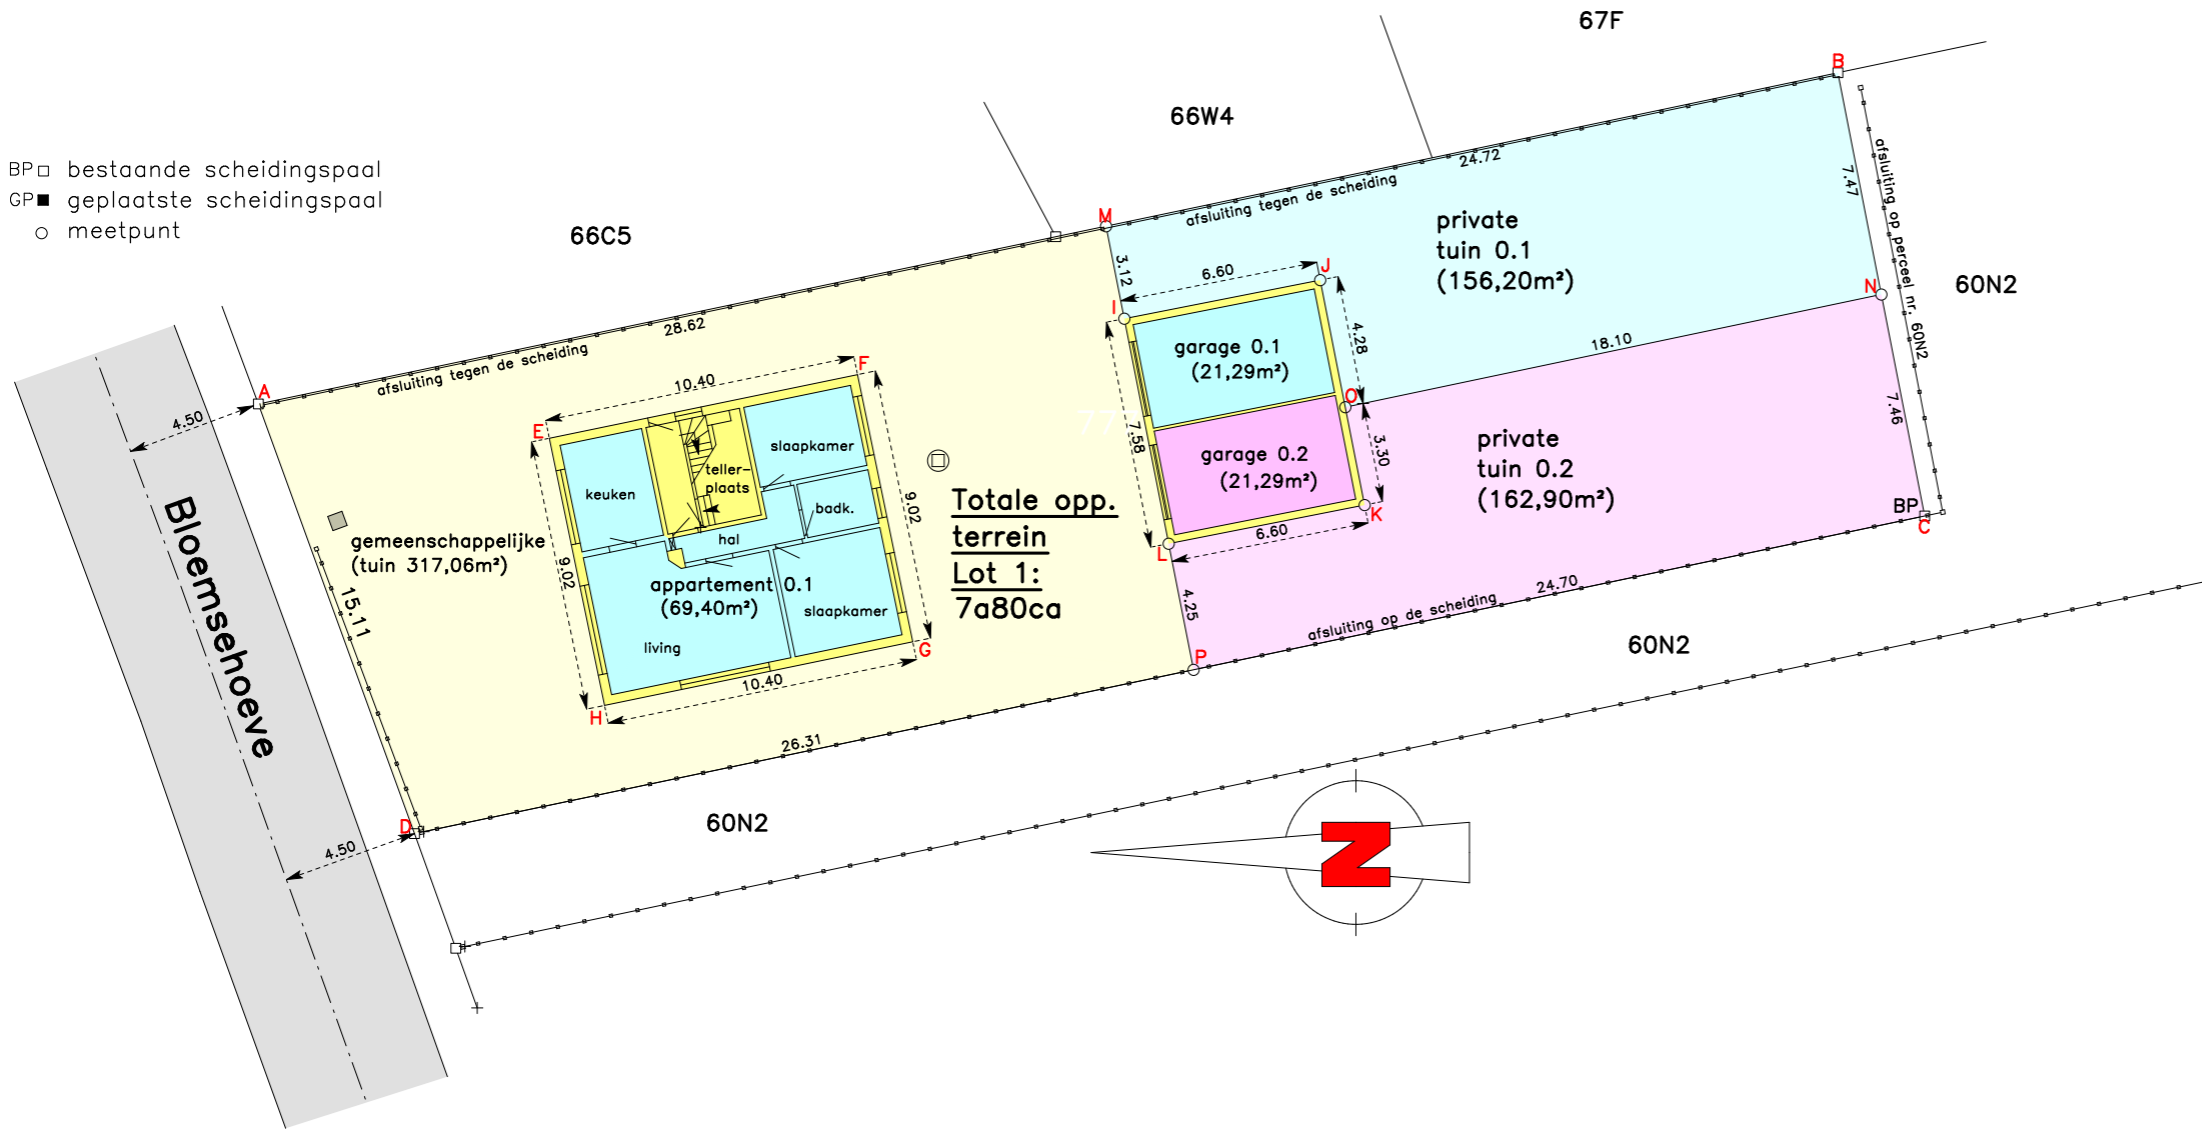 67F
B
66W4
24.72
afsluiting tegen de scheiding
7.47
afsluiting op perceel nr. 60N2
BP□ bestaande scheidingspaal
GP■ geplaatste scheidingspaal
○ meetpunt
66C5
M
3.12
6.60
J
I
private
tuin 0.1
(156,20m²)
N
60N2
28.62
afsluiting tegen de scheiding
4.28
18.10
garage 0.1
(21,29m²)
A
4.50
10.40
F
E
O
7.58
3.30
7.46
garage 0.2
(21,29m²)
private
tuin 0.2
(162,90m²)
keuken
teller-
plaats
slaapkamer
badk.
hal
9.02
9.02
Totale opp.
terrein
Lot 1:
7a80ca
K
L
6.60
BP
C
Bloemsehoeve
gemeenschappelijke
(tuin 317,06m²)
15.11
appartement 0.1
(69,40m²)
slaapkamer
living
G
H
10.40
4.25
24.70
afsluiting op de scheiding
P
60N2
26.31
D
4.50
60N2
N